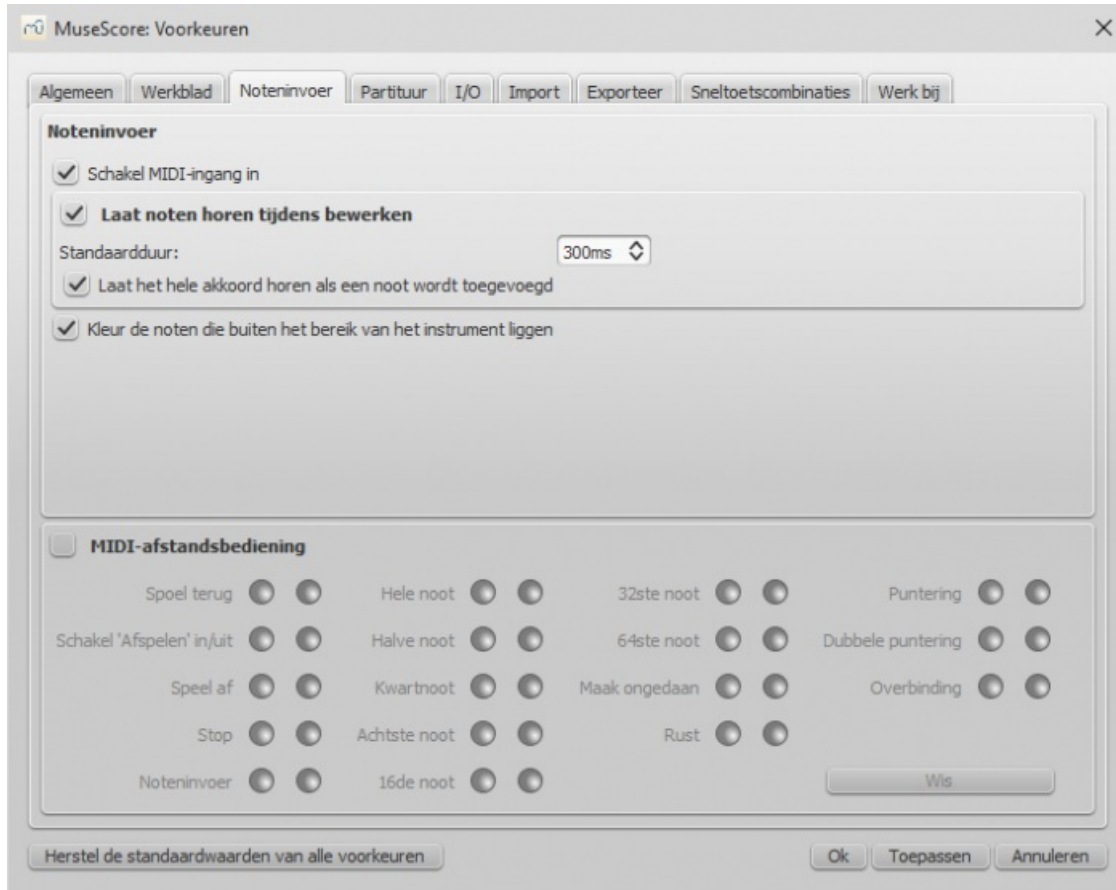 MuseScore: Voorkeuren
Algemeen Werkblad Noteninvoer Partituur I/O Import Exporteer Sneltoetscombinaties Werk bij
Noteninvoer
Schakel MIDI-ingang in
Laat noten horen tijdens bewerken
Standaardduur: 300ms
Laat het hele akkoord horen als een noot wordt toegevoegd
Kleur de noten die buiten het bereik van het instrument liggen
MIDI-afstandsbediening
Spoel terug Hele noot 32ste noot Puntering
Schakel 'Afspelen' in/uit Halve noot 64ste noot Dubbele puntering
Speel af Kwartnoot Maak ongedaan Overbinding
Stop Achtste noot Rust
Noteninvoer 16de noot Wis
Herstel de standaardwaarden van alle voorkeuren Ok Toepassen Annuleren